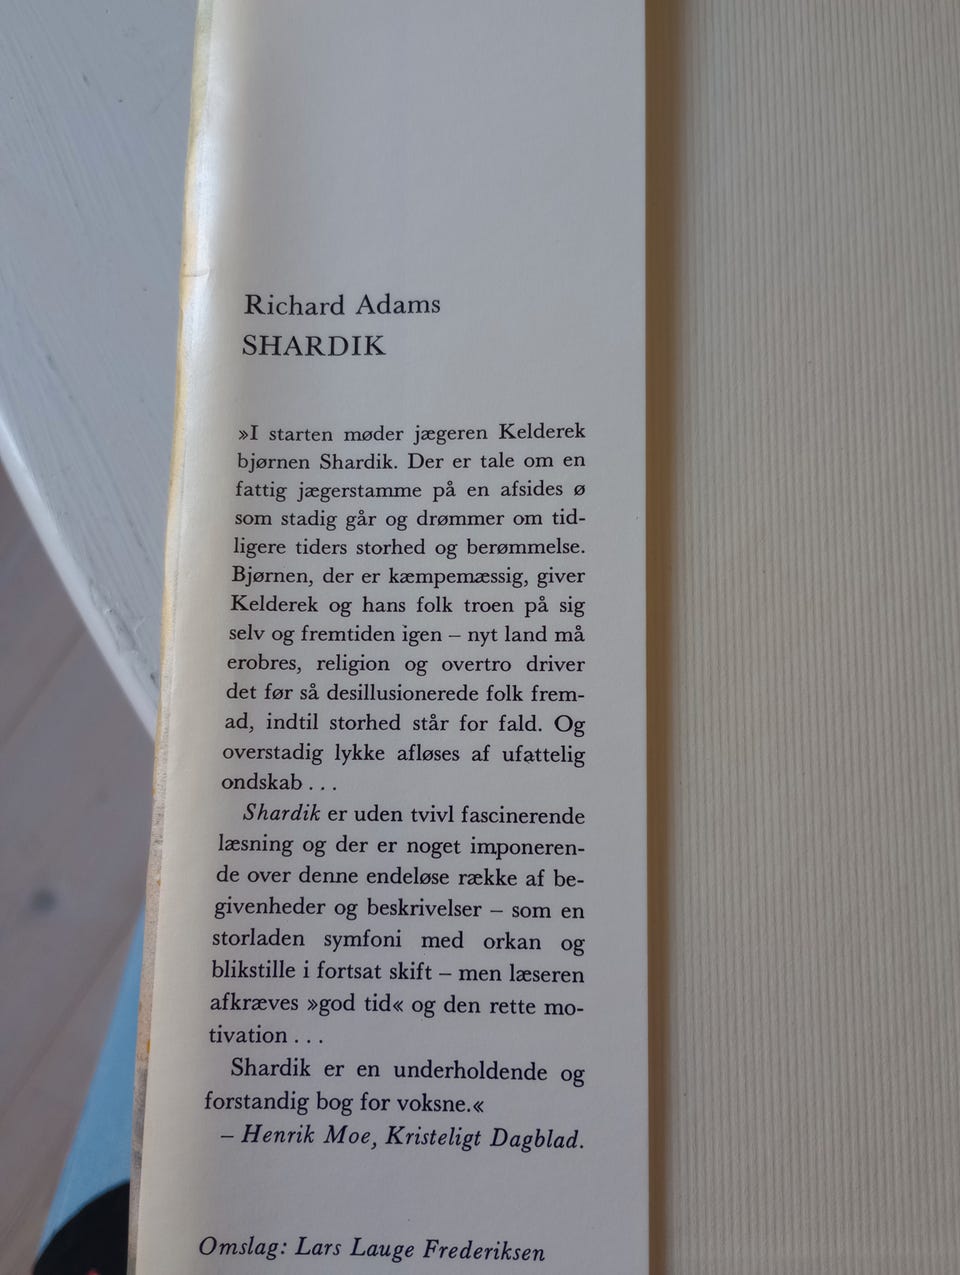 Richard Adams
SHARDIK
»I starten møder jægeren Kelderek
bjørnen Shardik. Der er tale om en
fattig jægerstamme på en afsides ø
som stadig går og drømmer om tid-
ligere tiders storhed og berømmelse.
Bjørnen, der er kæmpemæssig, giver
Kelderek og hans folk troen på sig
selv og fremtiden igen – nyt land må
erobres, religion og overtro driver
det før så desillusionerede folk frem-
ad, indtil storhed står for fald. Og
overstadig lykke afløses af ufattelig
ondskab . . .
Shardik er uden tvivl fascinerende
læsning og der er noget imponeren-
de over denne endeløse række af be-
givenheder og beskrivelser – som en
storladen symfoni med orkan og
blikstille i fortsat skift – men læseren
afkræves »god tid« og den rette mo-
tivation . . .
Shardik er en underholdende og
forstandig bog for voksne.«
– Henrik Moe, Kristeligt Dagblad.
Omslag: Lars Lauge Frederiksen